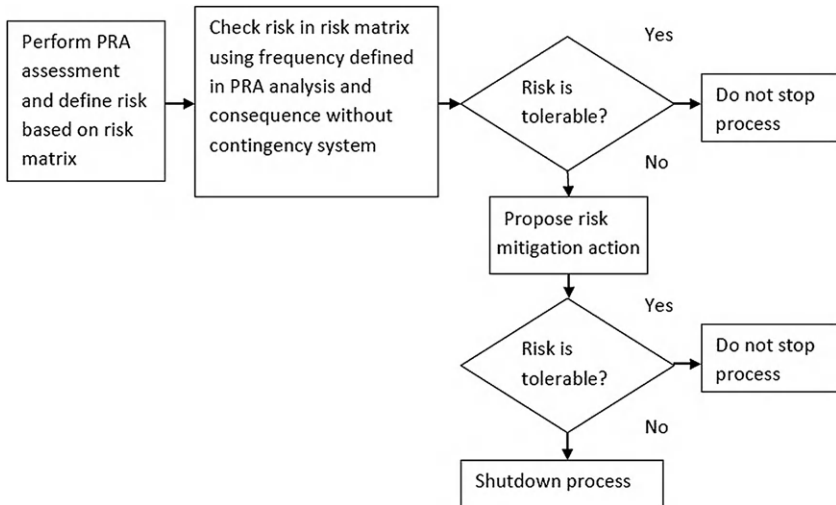 Perform PRA
assessment
and define risk
based on risk
matrix
Check risk in risk matrix
using frequency defined
in PRA analysis and
consequence without
contingency system
Risk is
tolerable?
Yes
Do not stop
process
No
Propose risk
mitigation action
Risk is
tolerable?
Yes
Do not stop
process
No
Shutdown process